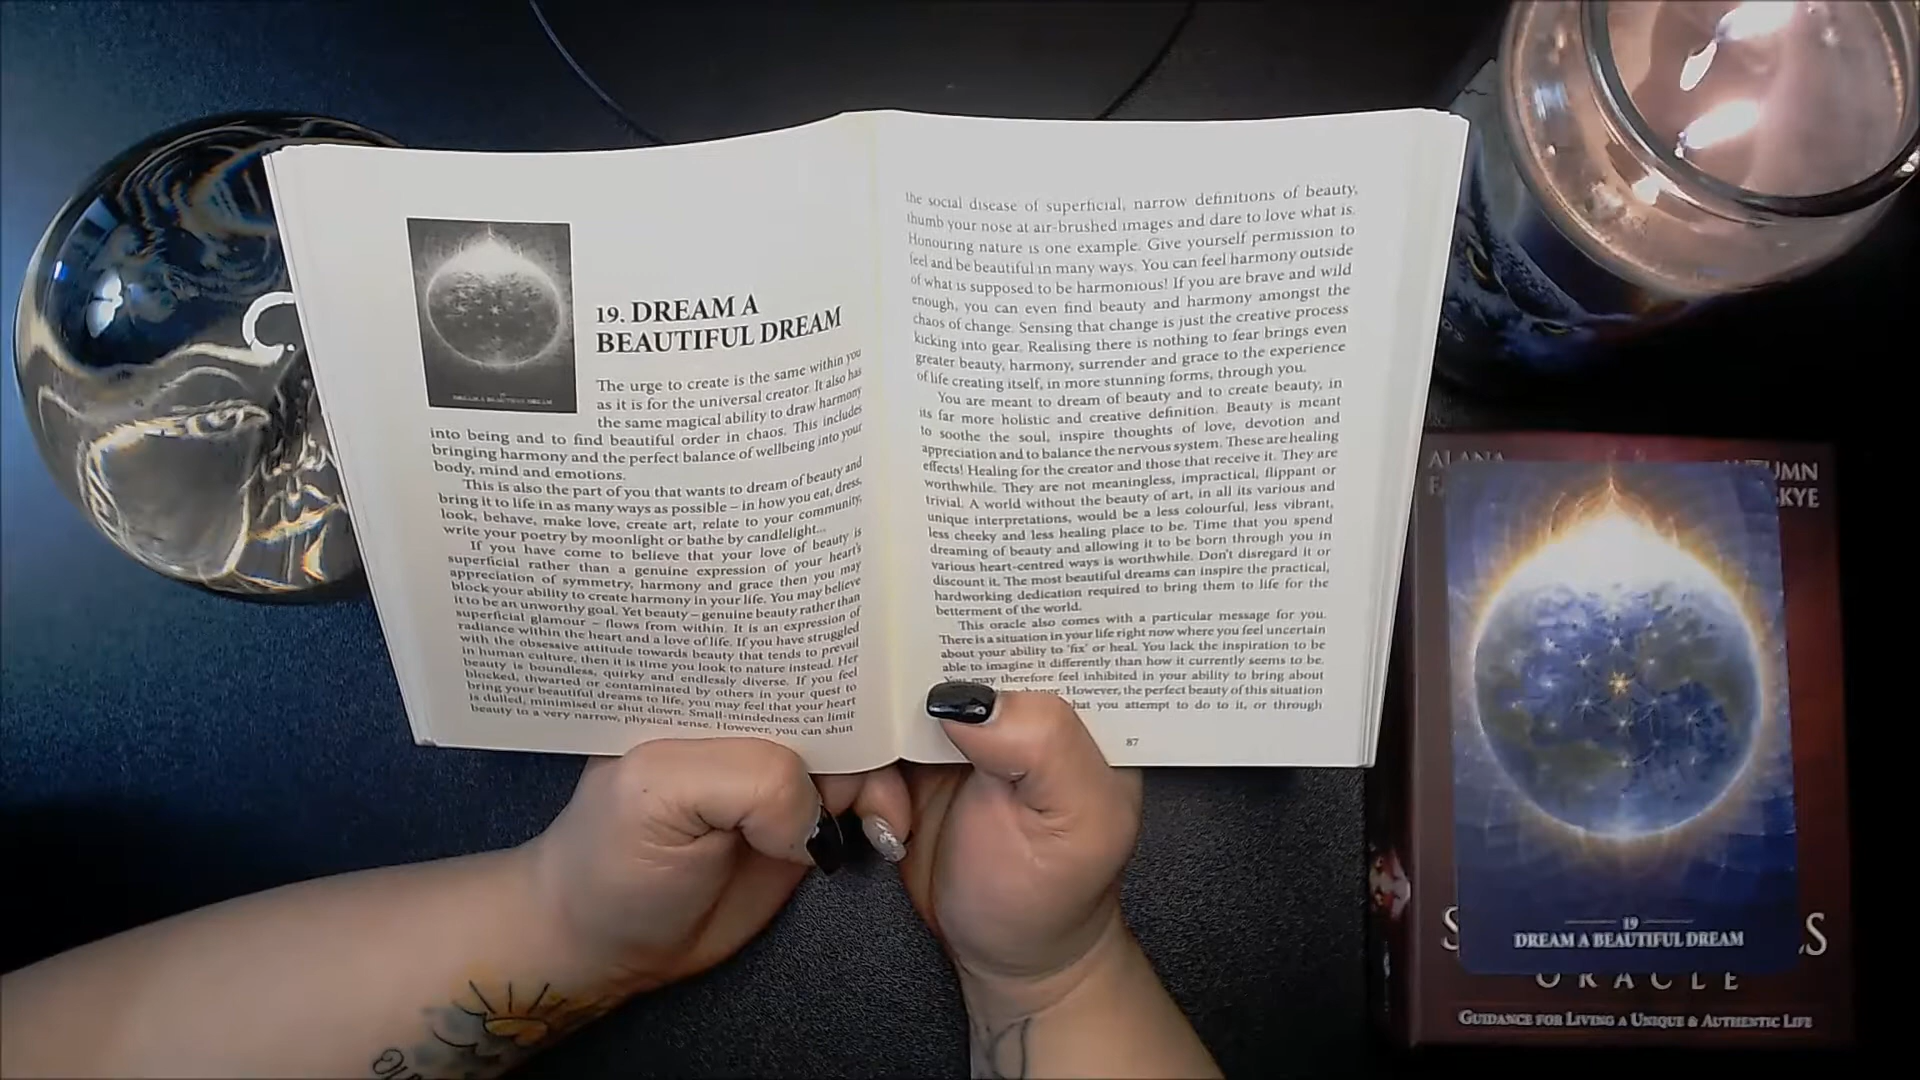 19. DREAM A
BEAUTIFUL DREAM
The urge to create is the same within you
as it is for the universal creator. It also has
the same magical ability to draw harmony
into being and to find beautiful order in chaos. This includes
bringing harmony and the perfect balance of wellbeing into your
body, mind and emotions.
This is also the part of you that wants to dream of beauty and
bring it to life in as many ways as possible – in how you eat, dress,
look, behave, make love, create art, relate to your community,
write your poetry by moonlight or bathe by candlelight...
If you have come to believe that your love of beauty is
superficial rather than a genuine expression of your heart's
appreciation of symmetry, harmony and grace then you may
block your ability to create harmony in your life. You may believe
it to be an unworthy goal. Yet beauty – genuine beauty rather than
superficial glamour – flows from within. It is an expression of
radiance within the heart and a love of life. If you have struggled
with the obsessive attitude towards beauty that tends to prevail
in human culture, then it is time you look to nature instead. Her
beauty is boundless, quirky and endlessly diverse. If you feel
blocked, thwarted or contaminated by others in your quest to
bring your beautiful dreams to life, you may feel that your heart
is dulled, minimised or shut down. Small-mindedness can limit
beauty to a very narrow, physical sense. However, you can shun
the social disease of superficial, narrow definitions of beauty,
thumb your nose at air-brushed images and dare to love what is.
Honouring nature is one example. Give yourself permission to
feel and be beautiful in many ways. You can feel harmony outside
of what is supposed to be harmonious! If you are brave and wild
enough, you can even find beauty and harmony amongst the
chaos of change. Sensing that change is just the creative process
kicking into gear. Realising there is nothing to fear brings even
greater beauty, harmony, surrender and grace to the experience
of life creating itself, in more stunning forms, through you.
You are meant to dream of beauty and to create beauty, in
its far more holistic and creative definition. Beauty is meant
to soothe the soul, inspire thoughts of love, devotion and
appreciation and to balance the nervous system. These are healing
effects! Healing for the creator and those that receive it. They are
worthwhile. They are not meaningless, impractical, flippant or
trivial. A world without the beauty of art, in all its various and
unique interpretations, would be a less colourful, less vibrant,
less cheeky and less healing place to be. Time that you spend
dreaming of beauty and allowing it to be born through you in
various heart-centred ways is worthwhile. Don't disregard it or
discount it. The most beautiful dreams can inspire the practical,
hardworking dedication required to bring them to life for the
betterment of the world.
This oracle also comes with a particular message for you.
There is a situation in your life right now where you feel uncertain
about your ability to 'fix' or heal. You lack the inspiration to be
able to imagine it differently than how it currently seems to be.
You may therefore feel inhibited in your ability to bring about
change. However, the perfect beauty of this situation
what you attempt to do to it, or through
87
ALANA
AUTUMN
SKYE
19
DREAM A BEAUTIFUL DREAM
ORACLE
GUIDANCE FOR LIVING A UNIQUE & AUTHENTIC LIFE